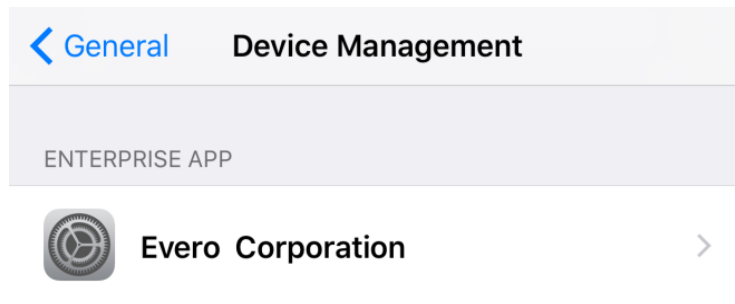 General Device Management
ENTERPRISE APP
Evero Corporation